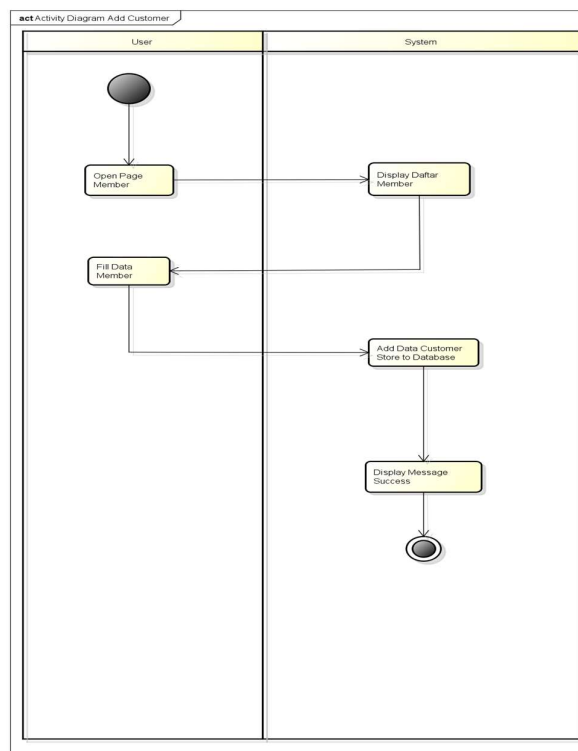 act Activity Diagram Add Customer
User
System
Open Page
Member
Display Daftar
Member
Fill Data
Member
Add Data Customer
Store to Database
Display Message
Success